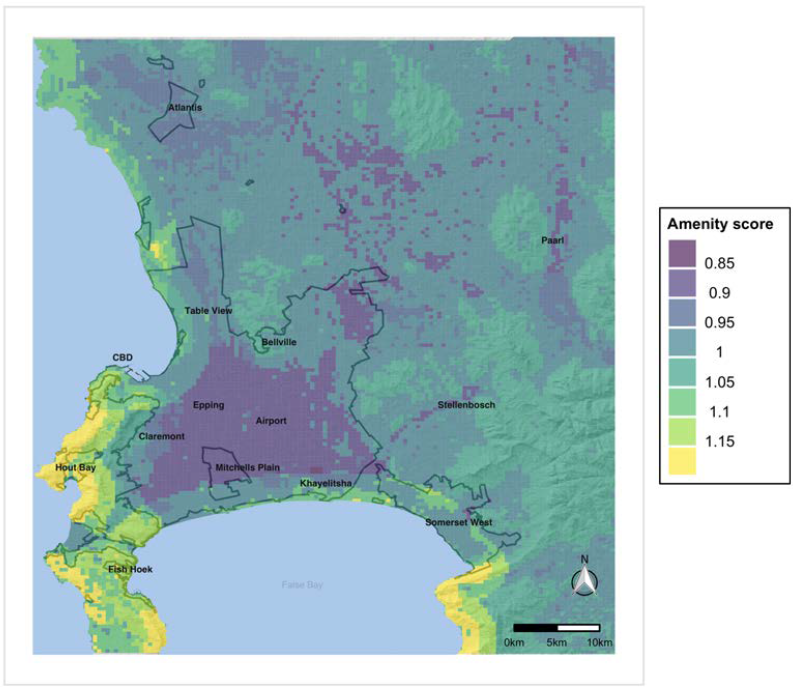 Atlantis
Paarl
Table View
Bellville
CBD
Epping
Stellenbosch
Airport
Claremont
Hout Bay
Mitchells Plain
Khayelitsha
Somerset West
Fish Hoek
False Bay
N
0km 5km 10km
Amenity score
0.85
0.9
0.95
1
1.05
1.1
1.15